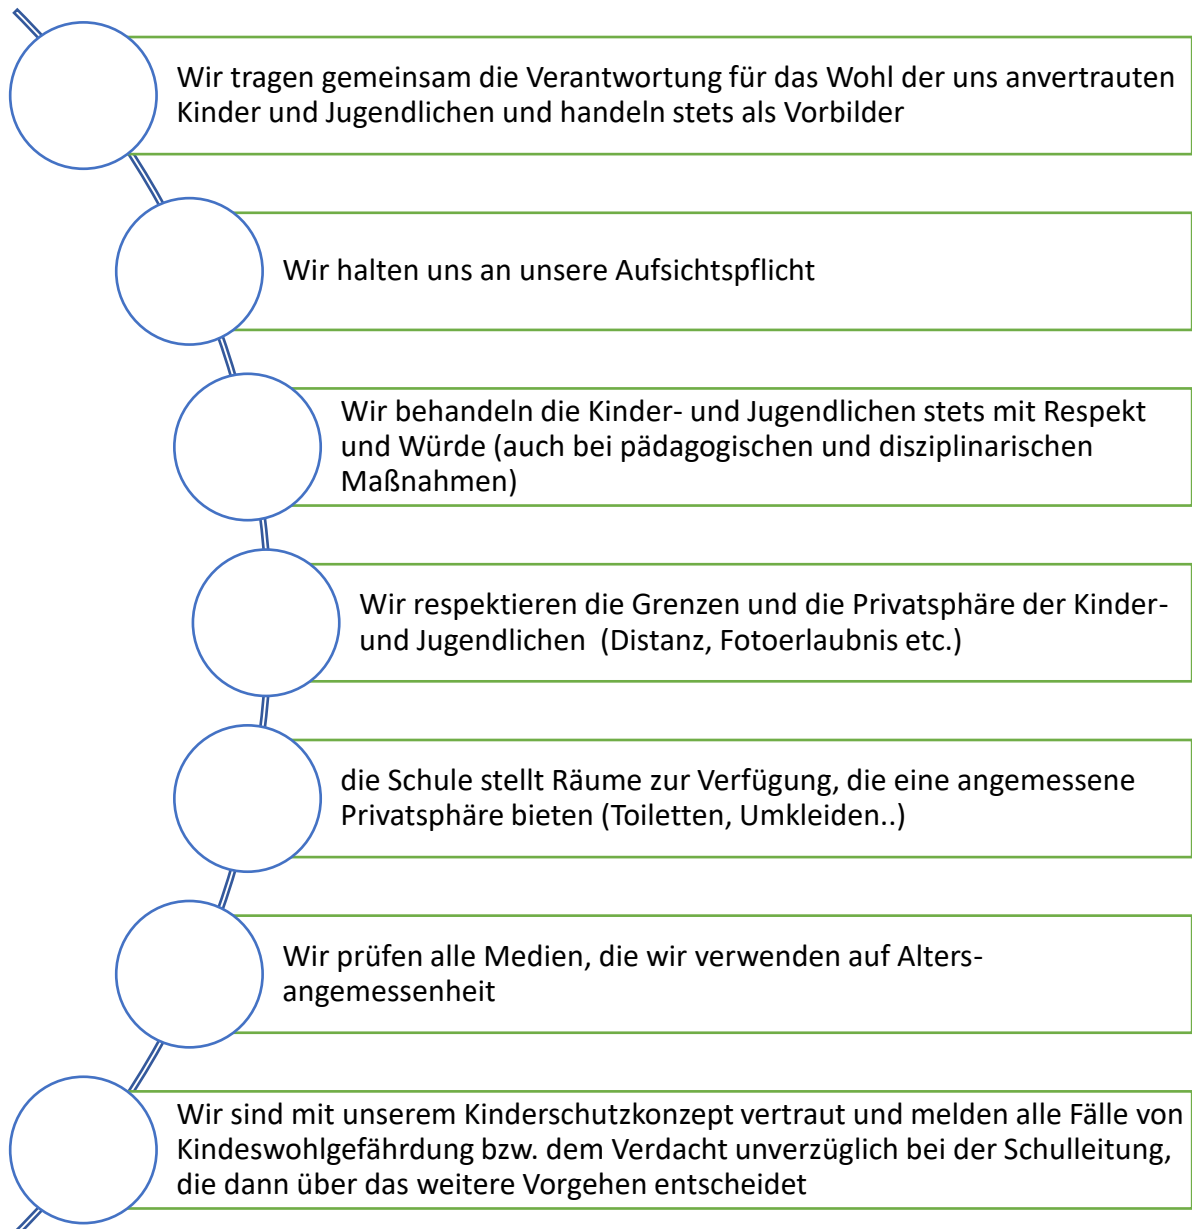 Wir tragen gemeinsam die Verantwortung für das Wohl der uns anvertrauten
Kinder und Jugendlichen und handeln stets als Vorbilder
Wir halten uns an unsere Aufsichtspflicht
Wir behandeln die Kinder- und Jugendlichen stets mit Respekt
und Würde (auch bei pädagogischen und disziplinarischen
Maßnahmen)
Wir respektieren die Grenzen und die Privatsphäre der Kinder-
und Jugendlichen  (Distanz, Fotoerlaubnis etc.)
die Schule stellt Räume zur Verfügung, die eine angemessene
Privatsphäre bieten (Toiletten, Umkleiden..)
Wir prüfen alle Medien, die wir verwenden auf Alters-
angemessenheit
Wir sind mit unserem Kinderschutzkonzept vertraut und melden alle Fälle von
Kindeswohlgefährdung bzw. dem Verdacht unverzüglich bei der Schulleitung,
die dann über das weitere Vorgehen entscheidet